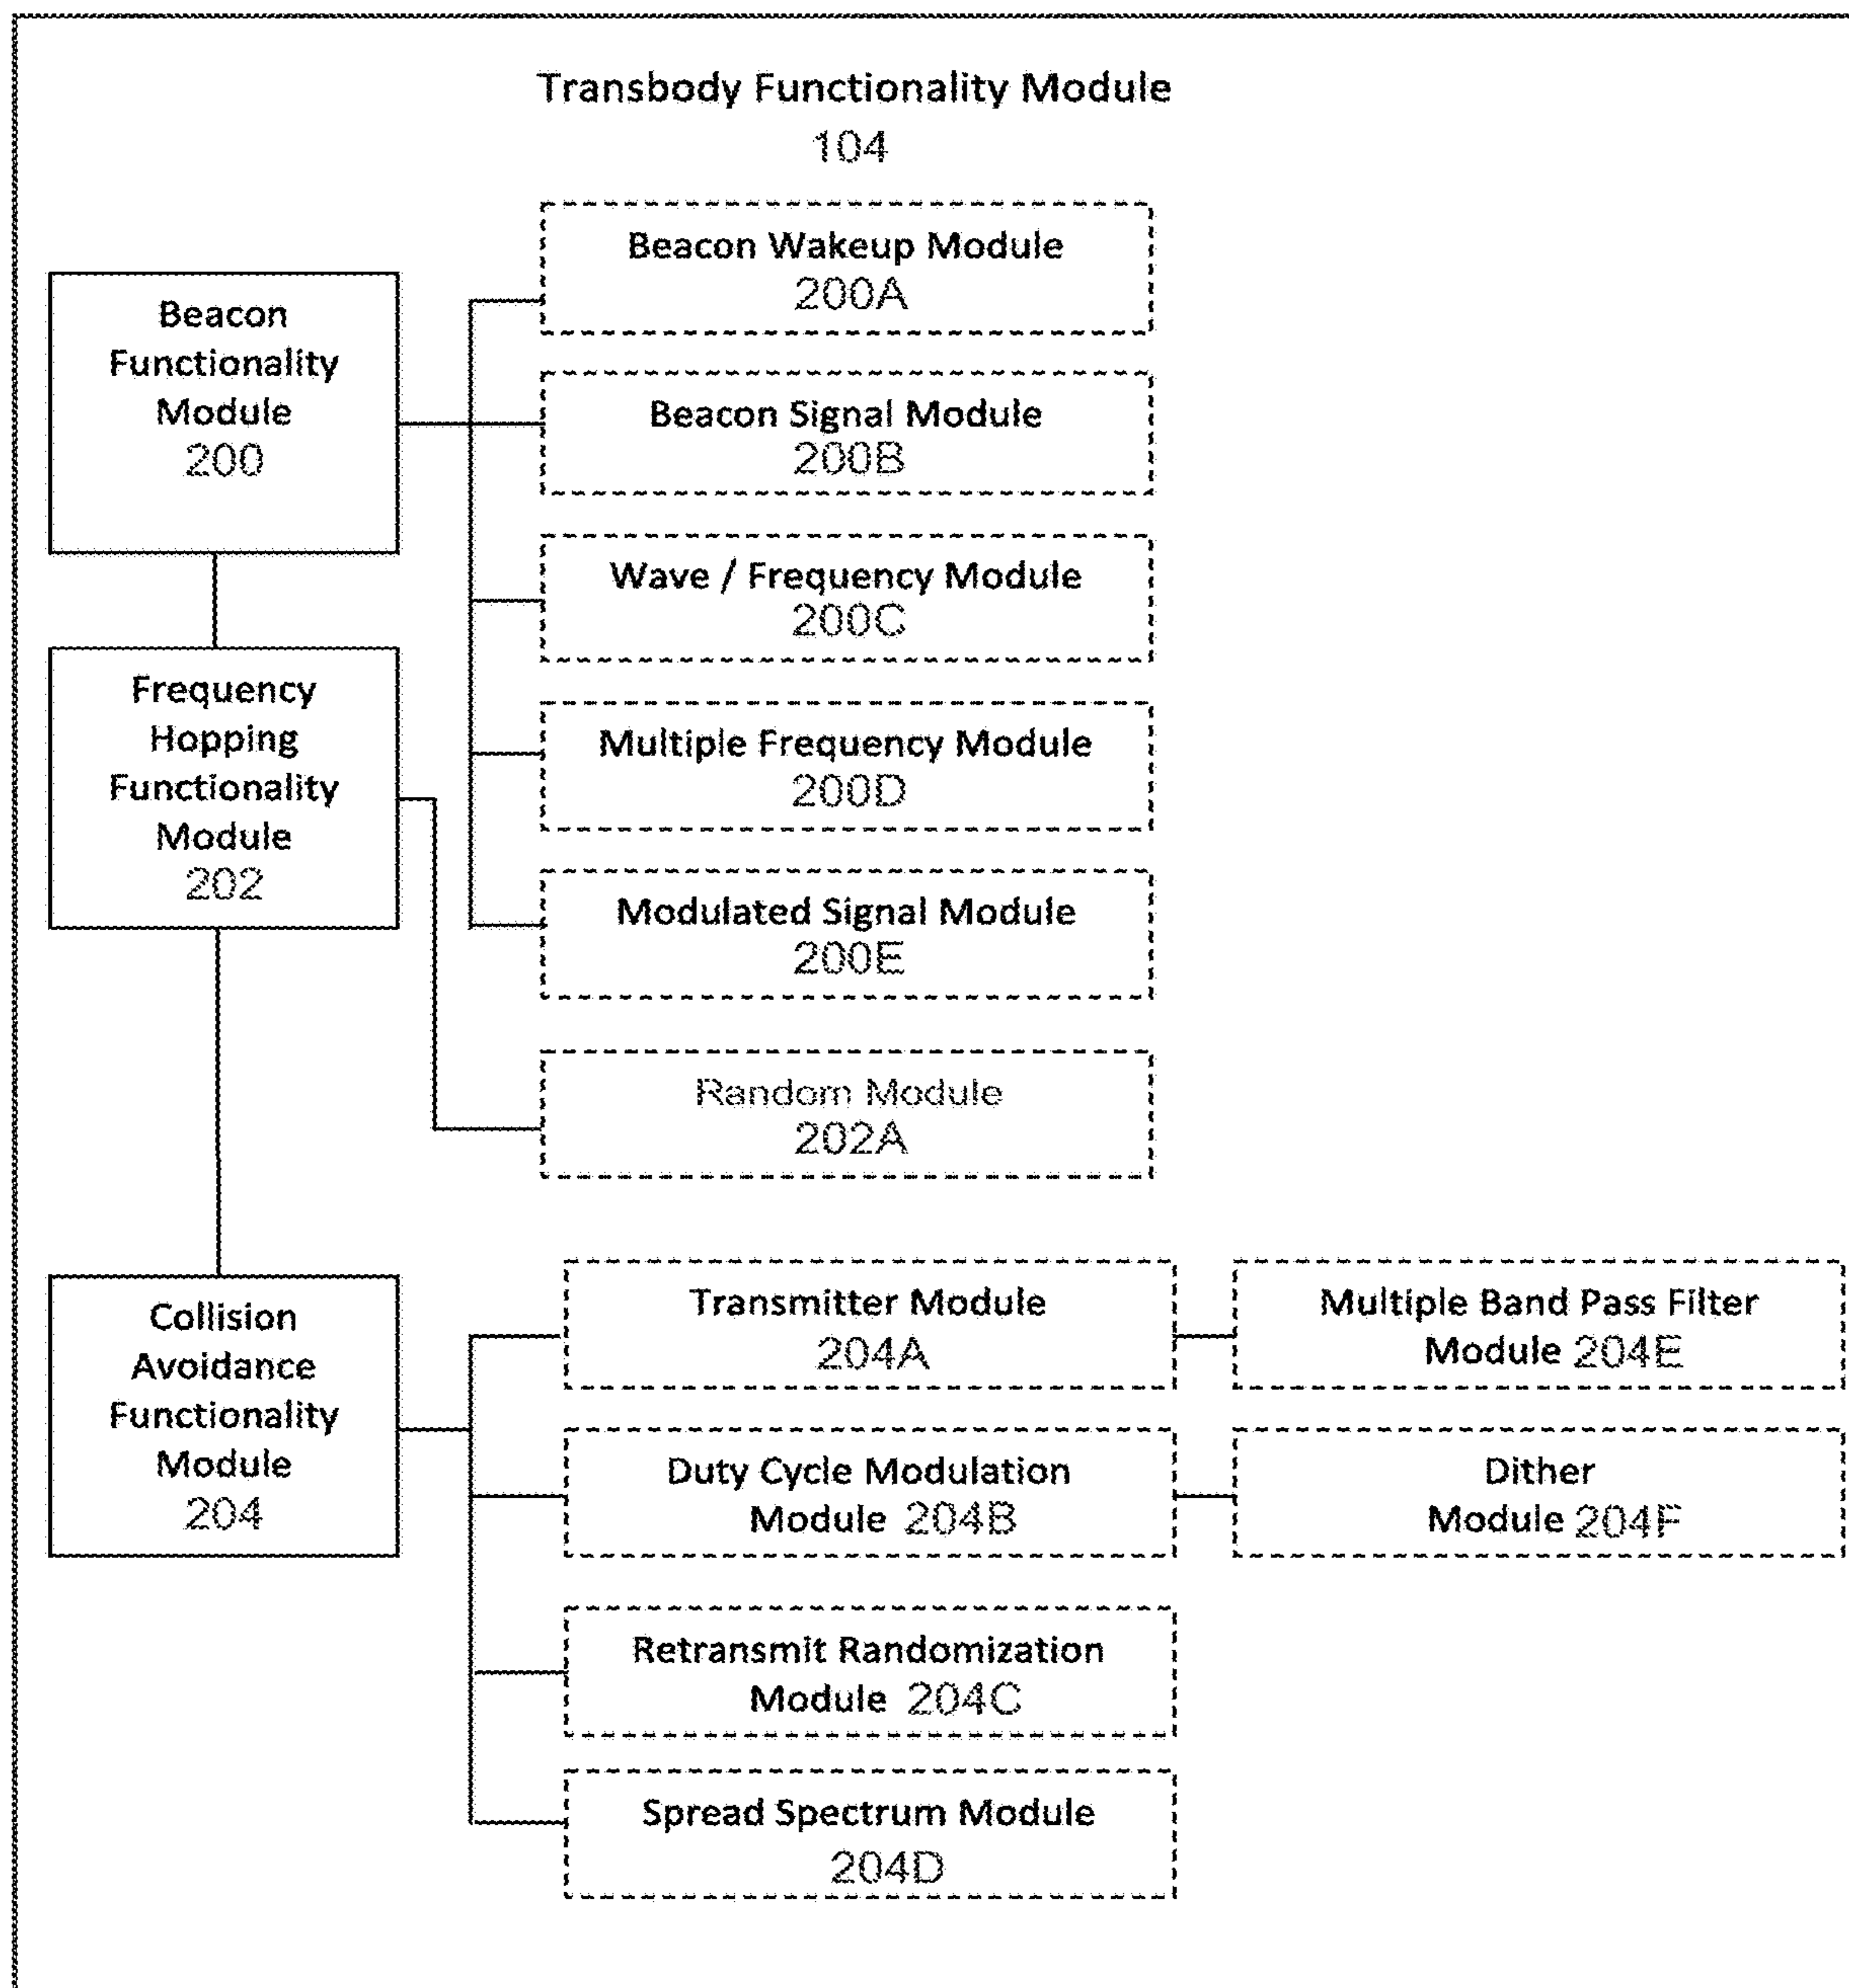 Transbody Functionality Module
104
Beacon
Functionality
Module
200
Beacon Wakeup Module
200A
Beacon Signal Module
200B
Wave / Frequency Module
200C
Multiple Frequency Module
200D
Modulated Signal Module
200E
Frequency
Hopping
Functionality
Module
202
Random Module
202A
Collision
Avoidance
Functionality
Module
204
Transmitter Module
204A
Multiple Band Pass Filter
Module 204E
Duty Cycle Modulation
Module 204B
Dither
Module 204F
Retransmit Randomization
Module 204C
Spread Spectrum Module
204D